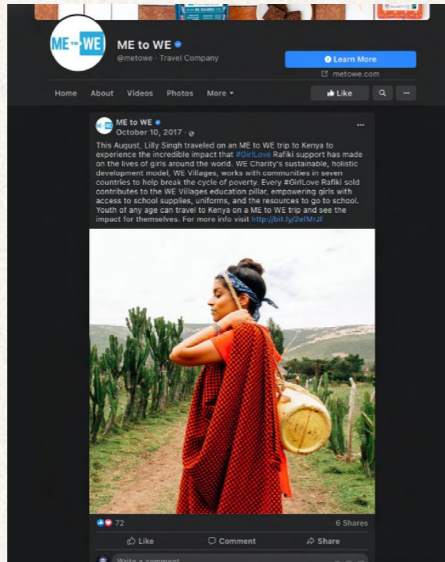 ME to WE
ME to WE
@metowe · Travel Company
Learn More
metowe.com
Home About Videos Photos More
Like
ME to WE
October 10, 2017 ·
This August, Lilly Singh traveled on an ME to WE trip to Kenya to
experience the incredible impact that #GirlLove Rafiki support has made
on the lives of girls around the world. WE Charity's sustainable, holistic
development model, WE Villages, works with communities in seven
countries to help break the cycle of poverty. Every #GirlLove Rafiki sold
contributes to the WE Villages education pillar, empowering girls with
access to school supplies, uniforms, and the resources to go to school.
Youth of any age can travel to Kenya on a ME to WE trip and see the
impact for themselves. For more info visit http://bit.ly/2efMrJf
72
6 Shares
Like Comment Share
Write a comment